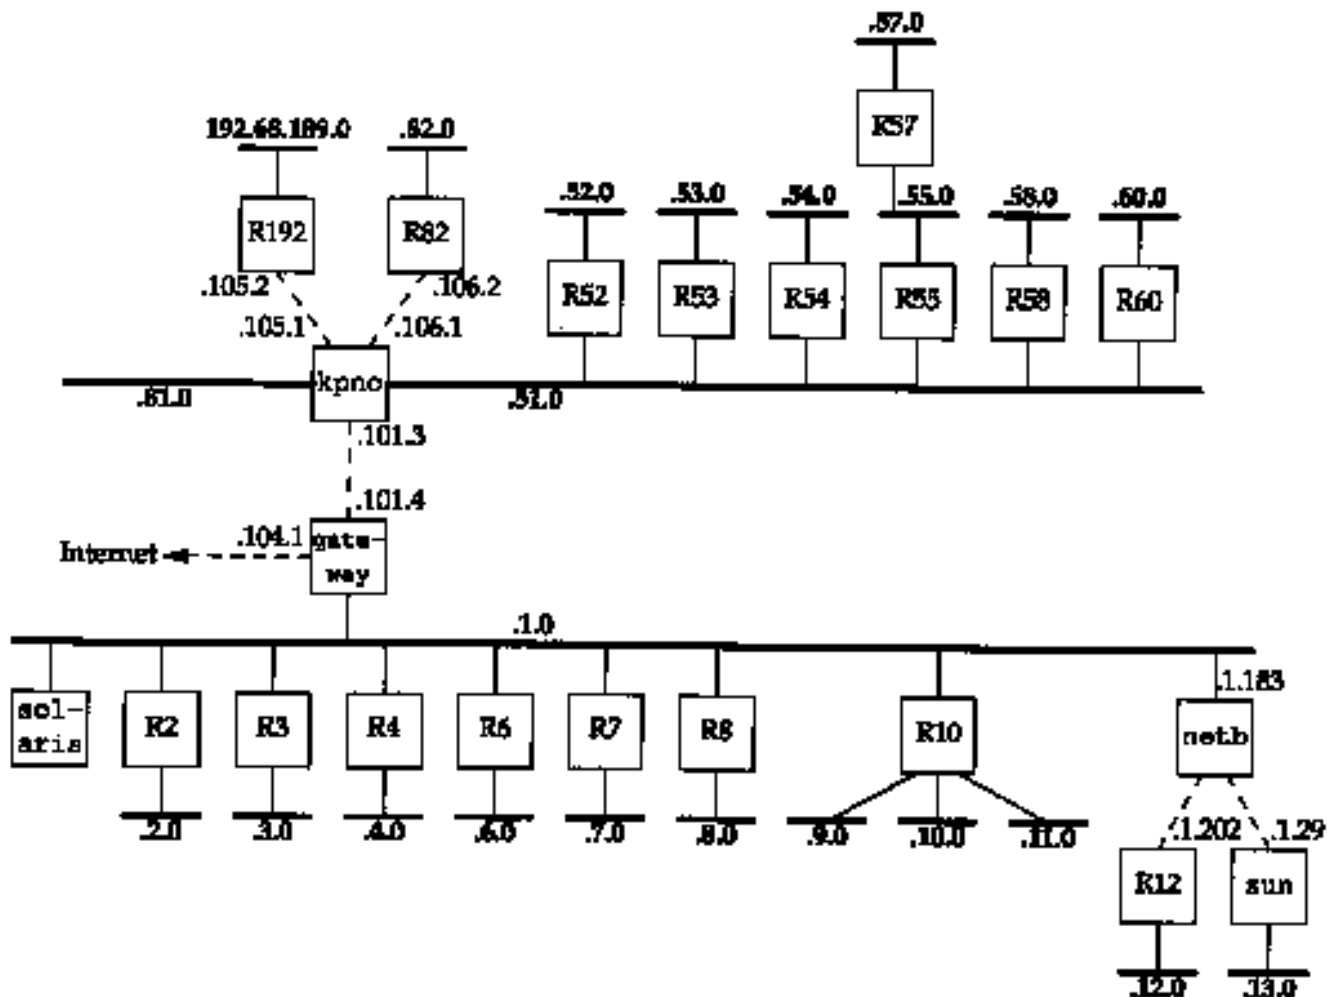 .57.0
R57
192.68.189.0 .82.0
.52.0 .53.0 .54.0 .55.0 .58.0 .60.0
R192 R82
R52 R53 R54 R55 R58 R60
.105.2 .106.2
.105.1 .106.1
kpno
.81.0 .51.0
.101.3
.101.4
.104.1
Internet
gate-
way
.1.0
.1.183
sol-
aris
R2 R3 R4 R6 R7 R8 R10 netb
.2.0 .3.0 .4.0 .6.0 .7.0 .8.0 .9.0 .10.0 .11.0
.1.202 .1.29
R12 sun
.12.0 .13.0